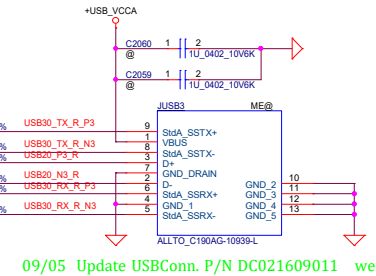 +USB_VCCA
C2060 1 2
@ 1U_0402_10V6K
C2059 1 2
@ 1U_0402_10V6K
JUSB3 ME@
% USB30_TX_R_P3 9 StdA_SSTX+
1 VBUS
% USB30_TX_R_N3 8 StdA_SSTX-
USB20_P3_R 3 D+
7 GND_DRAIN
USB20_N3_R 2 D- GND_2 10
% USB30_RX_R_P3 6 StdA_SSRX+ GND_3 11
4 GND_1 GND_4 12
% USB30_RX_R_N3 5 StdA_SSRX- GND_5 13
ALLTO_C190AG-10939-L
09/05 Update USBConn. P/N DC021609011 we